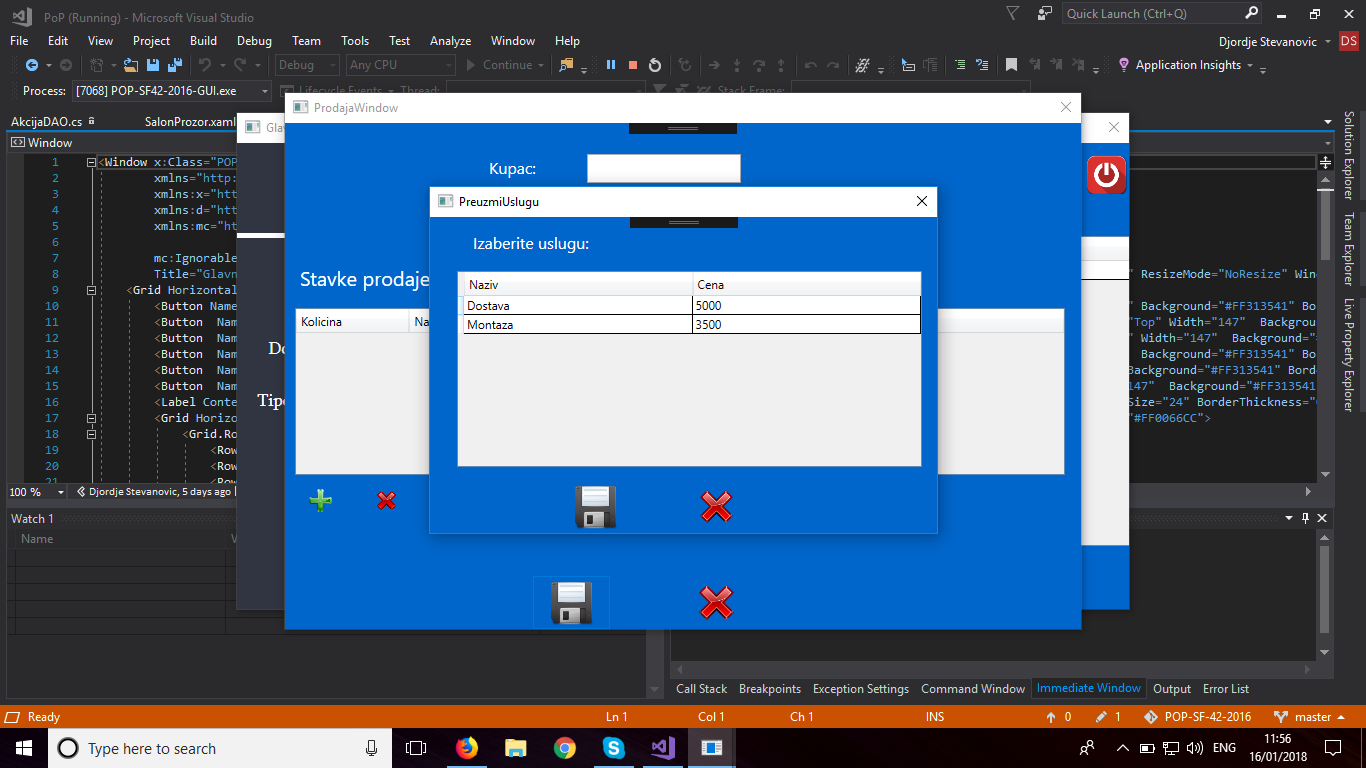 PoP (Running) - Microsoft Visual Studio
Quick Launch (Ctrl+Q)
File Edit View Project Build Debug Team Tools Test Analyze Window Help
Djordje Stevanovic DS
Debug Any CPU Continue Application Insights
Process: [7068] POP-SF42-2016-GUI.exe Lifecycle Events Thread: Stack Frame:
AkcijaDAO.cs SalonProzor.xaml
Window
ProdajaWindow
Kupac:
PreuzmiUslugu
Izaberite uslugu:
Naziv Cena
Dostava 5000
Montaza 3500
Stavke prodaje
Kolicina Na
1 <Window x:Class="POP
2 xmlns="http:
3 xmlns:x="htt
4 xmlns:d="htt
5 xmlns:mc="ht
6
7 mc:Ignorable
8 Title="Glavn " ResizeMode="NoResize" Win
9 <Grid Horizontal
10 <Button Name " Background="#FF313541" Bo
11 <Button Nam "Top" Width="147" Backgroun
12 <Button Nam " Width="147" Background="#
13 <Button Nam Background="#FF313541" Bor
14 <Button Nam Background="#FF313541" Bord
15 <Button Nam 147" Background="#FF313541
16 <Label Conte Size="24" BorderThickness="
17 <Grid Horizo "#FF0066CC">
18 <Grid.Ro
19 <Row
20 <Row
21 <Row
100 % Djordje Stevanovic, 5 days ago
Solution Explorer
Team Explorer
Live Property Explorer
Watch 1
Name
Call Stack Breakpoints Exception Settings Command Window Immediate Window Output Error List
Ready Ln 1 Col 1 Ch 1 INS 0 1 POP-SF-42-2016 master
Type here to search
ENG
11:56
16/01/2018